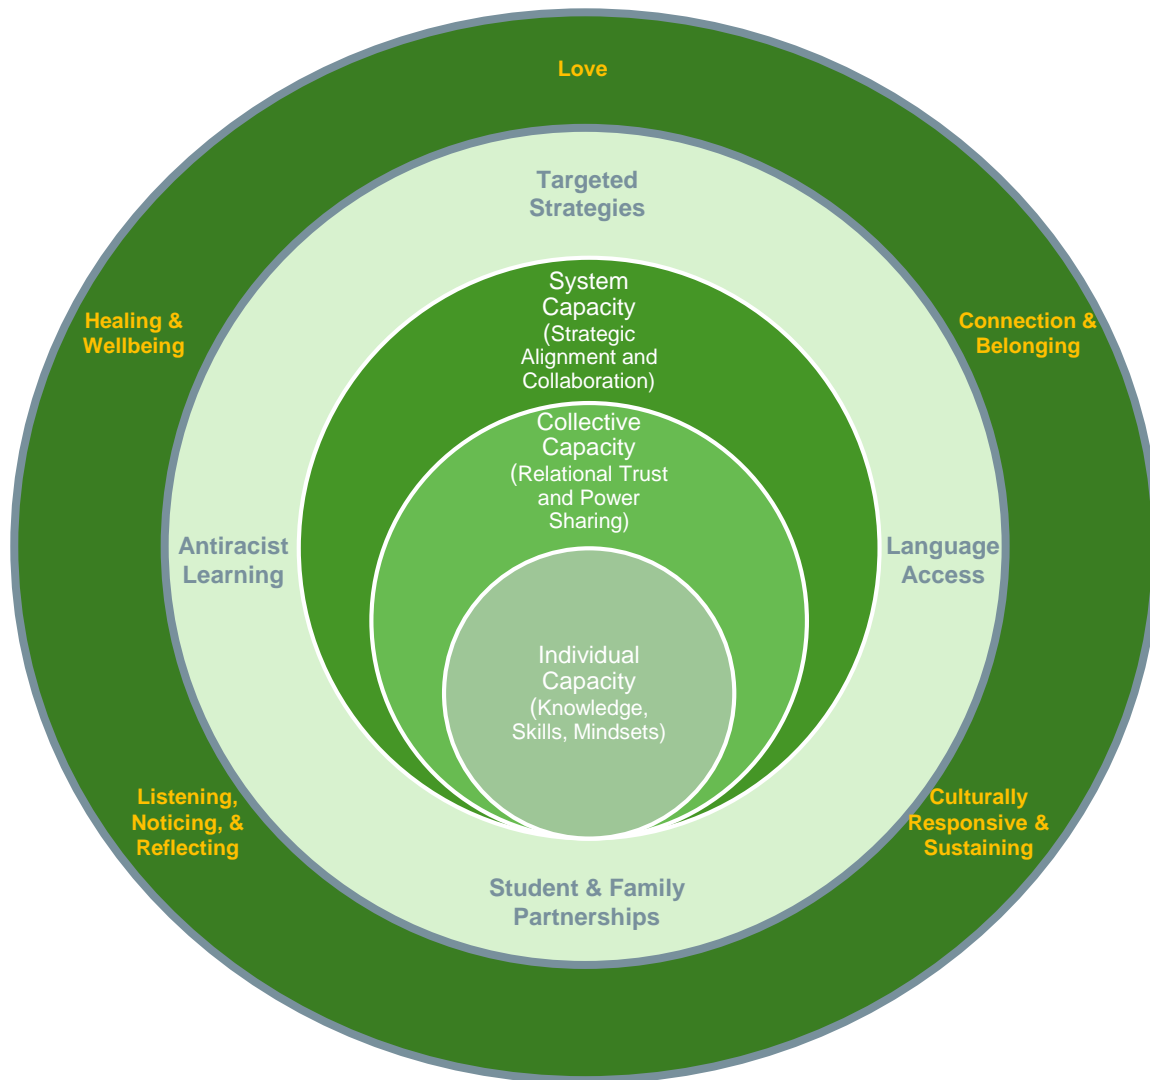 Love
Targeted
Strategies
System
Capacity
(Strategic
Alignment and
Collaboration)
Healing &
Wellbeing
Connection &
Belonging
Collective
Capacity
(Relational Trust
and Power
Sharing)
Antiracist
Learning
Language
Access
Individual
Capacity
(Knowledge,
Skills, Mindsets)
Listening,
Noticing, &
Reflecting
Culturally
Responsive &
Sustaining
Student & Family
Partnerships